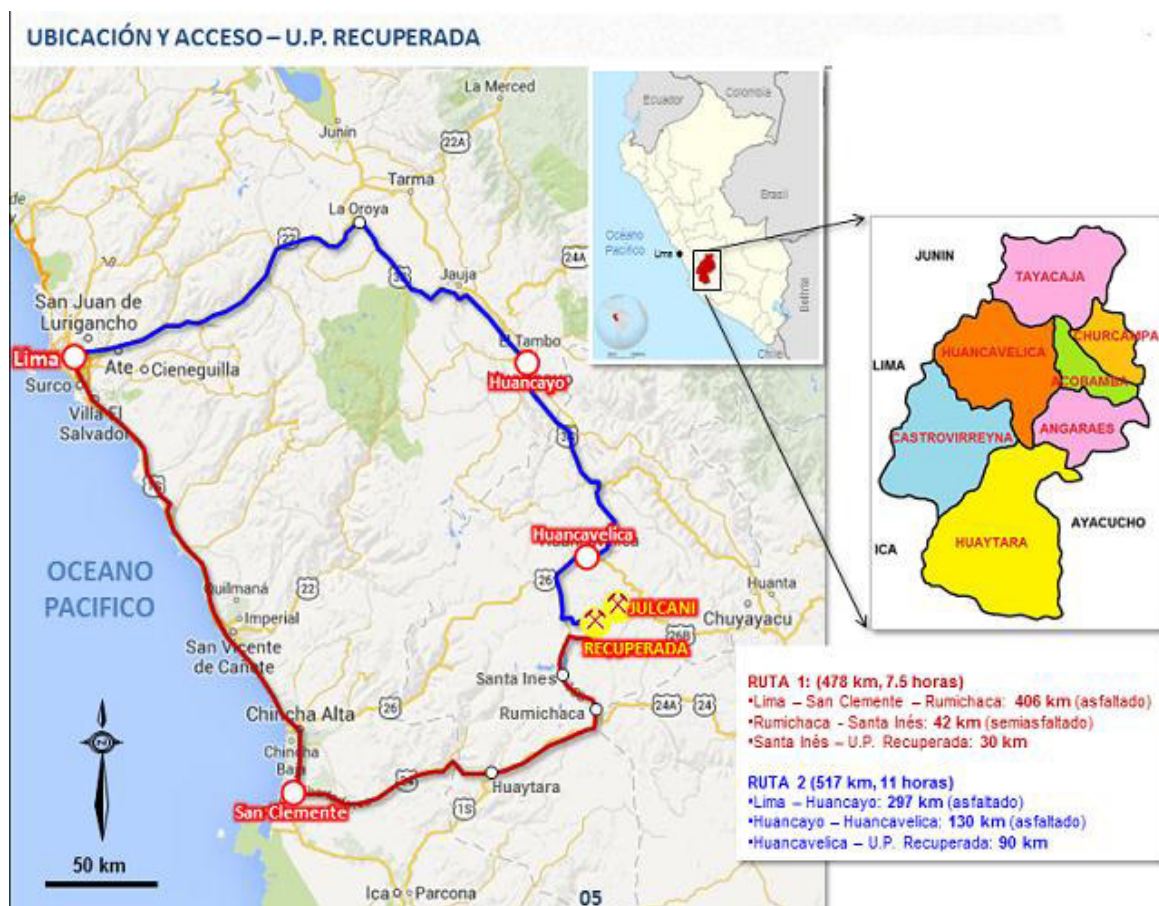 UBICACIÓN Y ACCESO – U.P. RECUPERADA
La Merced
Junin
22A
Tarma
La Oroya
22
24A
Jauja
San Juan de
Lurigancho
El Tambo
Lima
Ate
Cieneguilla
Huancayo
Surco
Villa El
Salvador
1S
Huancavelica
OCEANO
PACIFICO
Quilmaná
22
26
Huanta
Imperial
JULCANI
Chuyayacu
San Vicente
de Cañete
RECUPERADA
26B
Santa Ines
Chincha Alta
26
Rumichaca
24A
24
Chincha
Baja
Huaytara
San Clemente
1S
50 km
Ica
Parcona
05
Ecuador
Colombia
Brasil
Océano
Pacífico
Lima
Bolivia
Chile
JUNIN
TAYACAJA
CHURCAMPA
HUANCAVELICA
LIMA
ACOBAMBA
ANGARAES
CASTROVIRREYNA
AYACUCHO
ICA
HUAYTARA
RUTA 1: (478 km, 7.5 horas)
•Lima – San Clemente – Rumichaca: 406 km (asfaltado)
•Rumichaca - Santa Inés: 42 km (semiasfaltado)
•Santa Inés – U.P. Recuperada: 30 km
RUTA 2 (517 km, 11 horas)
•Lima – Huancayo: 297 km (asfaltado)
•Huancayo – Huancavelica: 130 km (asfaltado)
•Huancavelica – U.P. Recuperada: 90 km